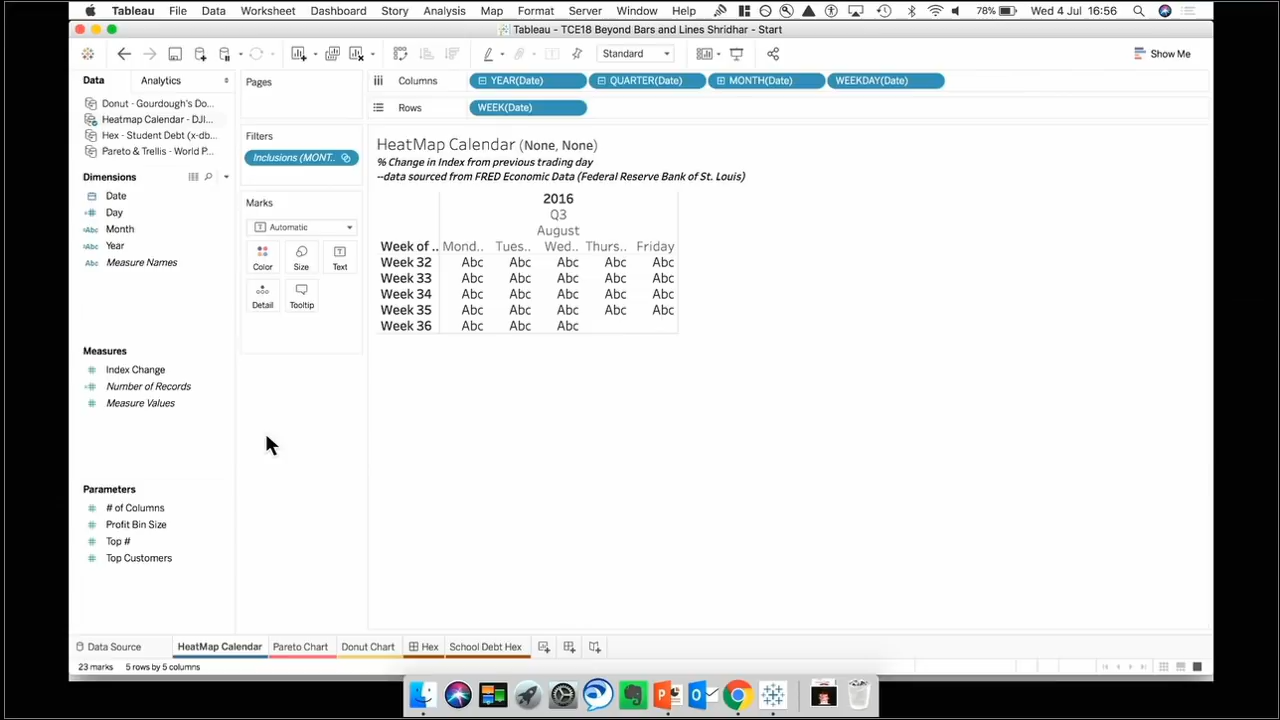 Tableau File Data Worksheet Dashboard Story Analysis Map Format Server Window Help 78% Wed 4 Jul 16:56
Tableau - TCE18 Beyond Bars and Lines Shridhar - Start
Standard Show Me
Data Analytics
Donut - Gourdough's Do...
Heatmap Calendar - DJI...
Hex - Student Debt (x-db...
Pareto & Trellis - World P...
Dimensions
Date
Day
Month
Year
Measure Names
Measures
Index Change
Number of Records
Measure Values
Parameters
# of Columns
Profit Bin Size
Top #
Top Customers
Pages
Filters
Inclusions (MONT..
Marks
Automatic
Color Size Text
Detail Tooltip
Columns YEAR(Date) QUARTER(Date) MONTH(Date) WEEKDAY(Date)
Rows WEEK(Date)
HeatMap Calendar (None, None)
% Change in Index from previous trading day
--data sourced from FRED Economic Data (Federal Reserve Bank of St. Louis)
2016
Q3
August
Week of .. Mond.. Tues.. Wed.. Thurs.. Friday
Week 32 Abc Abc Abc Abc Abc
Week 33 Abc Abc Abc Abc Abc
Week 34 Abc Abc Abc Abc Abc
Week 35 Abc Abc Abc Abc Abc
Week 36 Abc Abc Abc
Data Source HeatMap Calendar Pareto Chart Donut Chart Hex School Debt Hex
23 marks 5 rows by 5 columns